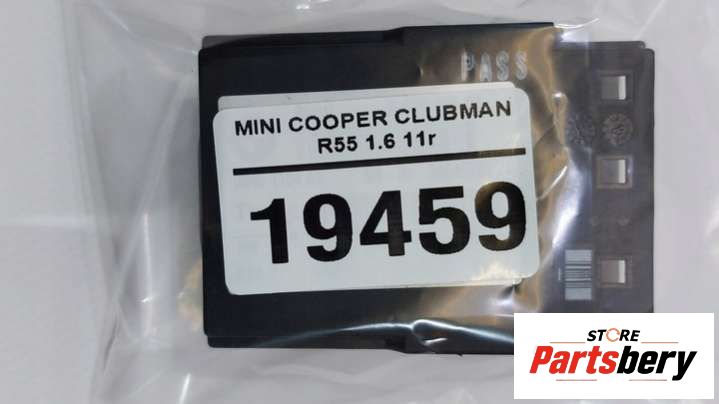 PASS
MINI COOPER CLUBMAN
R55 1.6 11r
19459
STORE
Partsbery